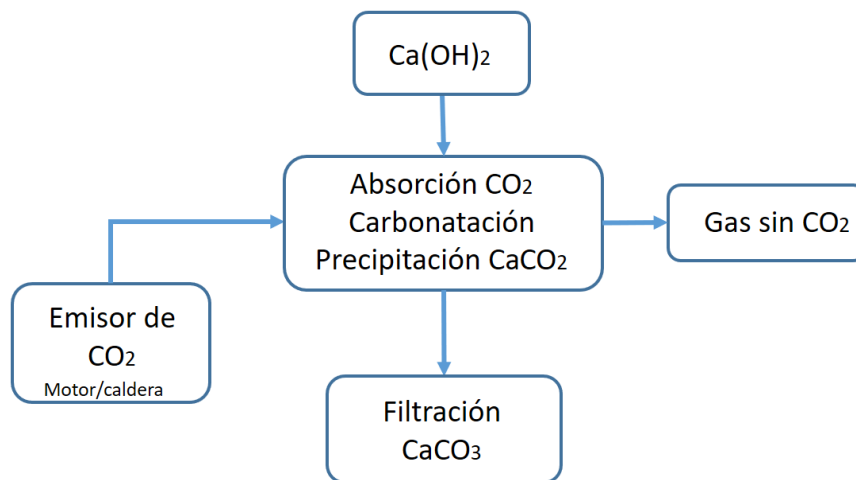 Ca(OH)2
Absorción CO2
Carbonatación
Precipitación CaCO2
Gas sin CO2
Emisor de
CO2
Motor/caldera
Filtración
CaCO3